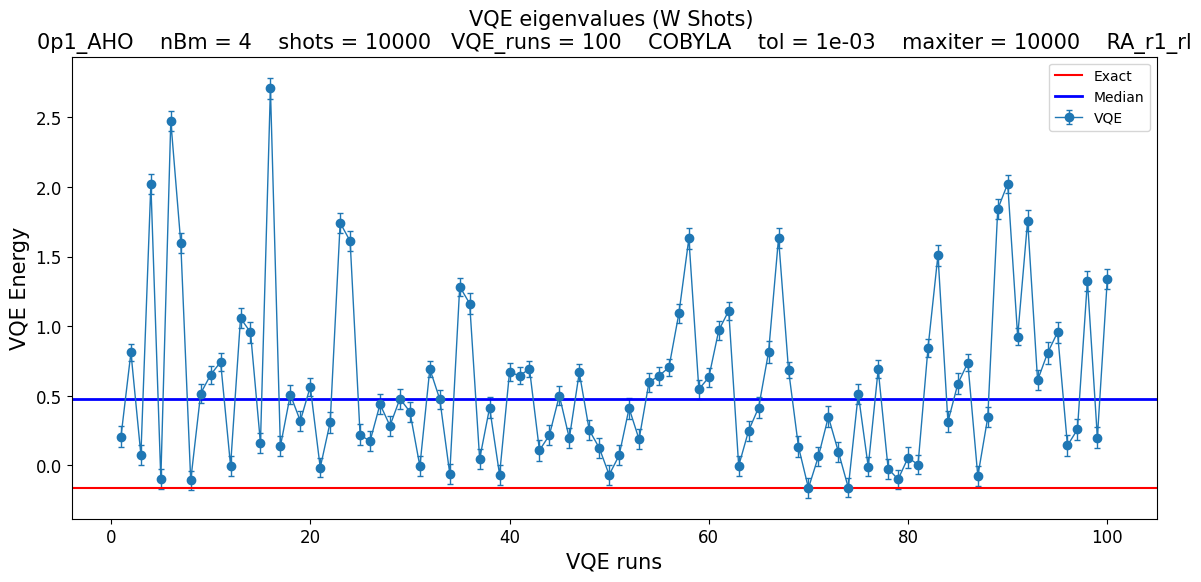 VQE eigenvalues (W Shots)
0p1_AHO    nBm = 4    shots = 10000   VQE_runs = 100    COBYLA    tol = 1e-03    maxiter = 10000    RA_r1_rl
Exact
Median
VQE
VQE Energy
2.5
2.0
1.5
1.0
0.5
0.0
0
20
40
60
80
100
VQE runs